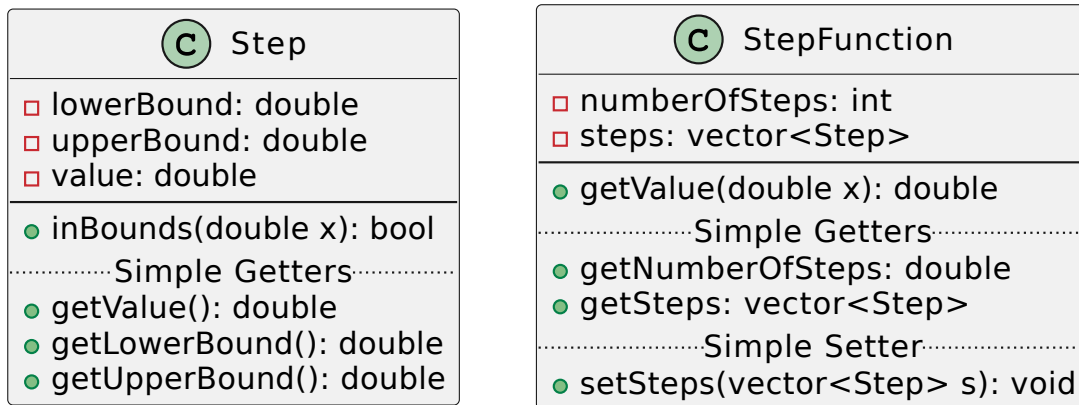 C Step
lowerBound: double
upperBound: double
value: double
inBounds(double x): bool
Simple Getters
getValue(): double
getLowerBound(): double
getUpperBound(): double
C StepFunction
numberOfSteps: int
steps: vector<Step>
getValue(double x): double
Simple Getters
getNumberOfSteps: double
getSteps: vector<Step>
Simple Setter
setSteps(vector<Step> s): void